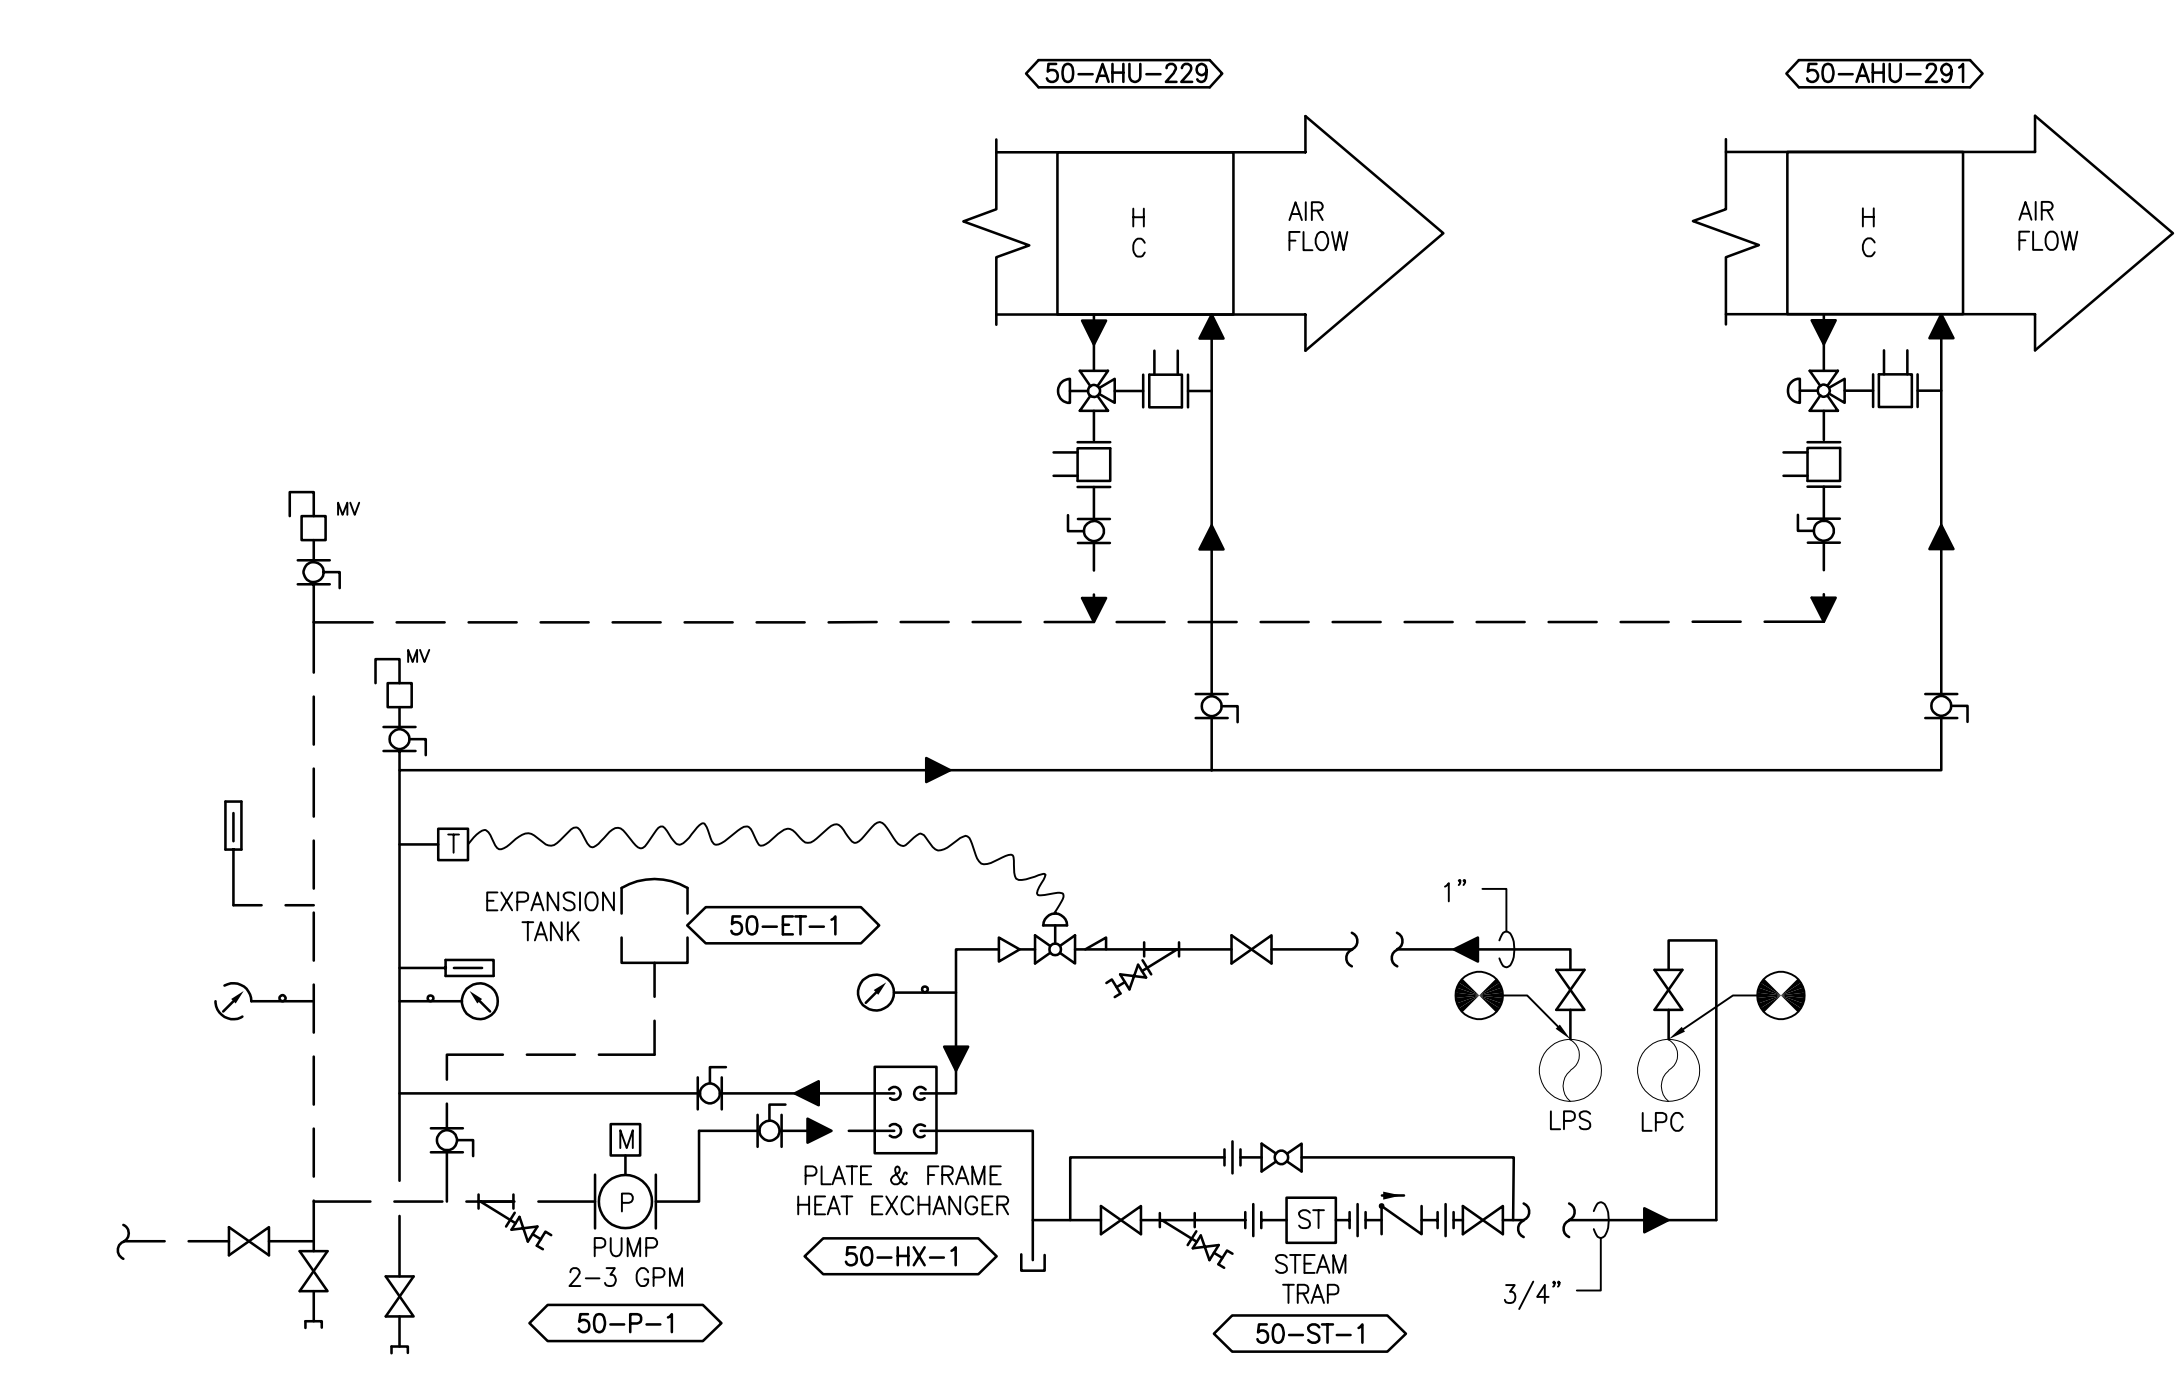 50-AHU-229
50-AHU-291
H
C
AIR
FLOW
H
C
AIR
FLOW
MV
MV
T
EXPANSION
TANK
50-ET-1
1"
LPS
LPC
M
P
PUMP
2-3 GPM
50-P-1
PLATE & FRAME
HEAT EXCHANGER
50-HX-1
ST
STEAM
TRAP
50-ST-1
3/4"